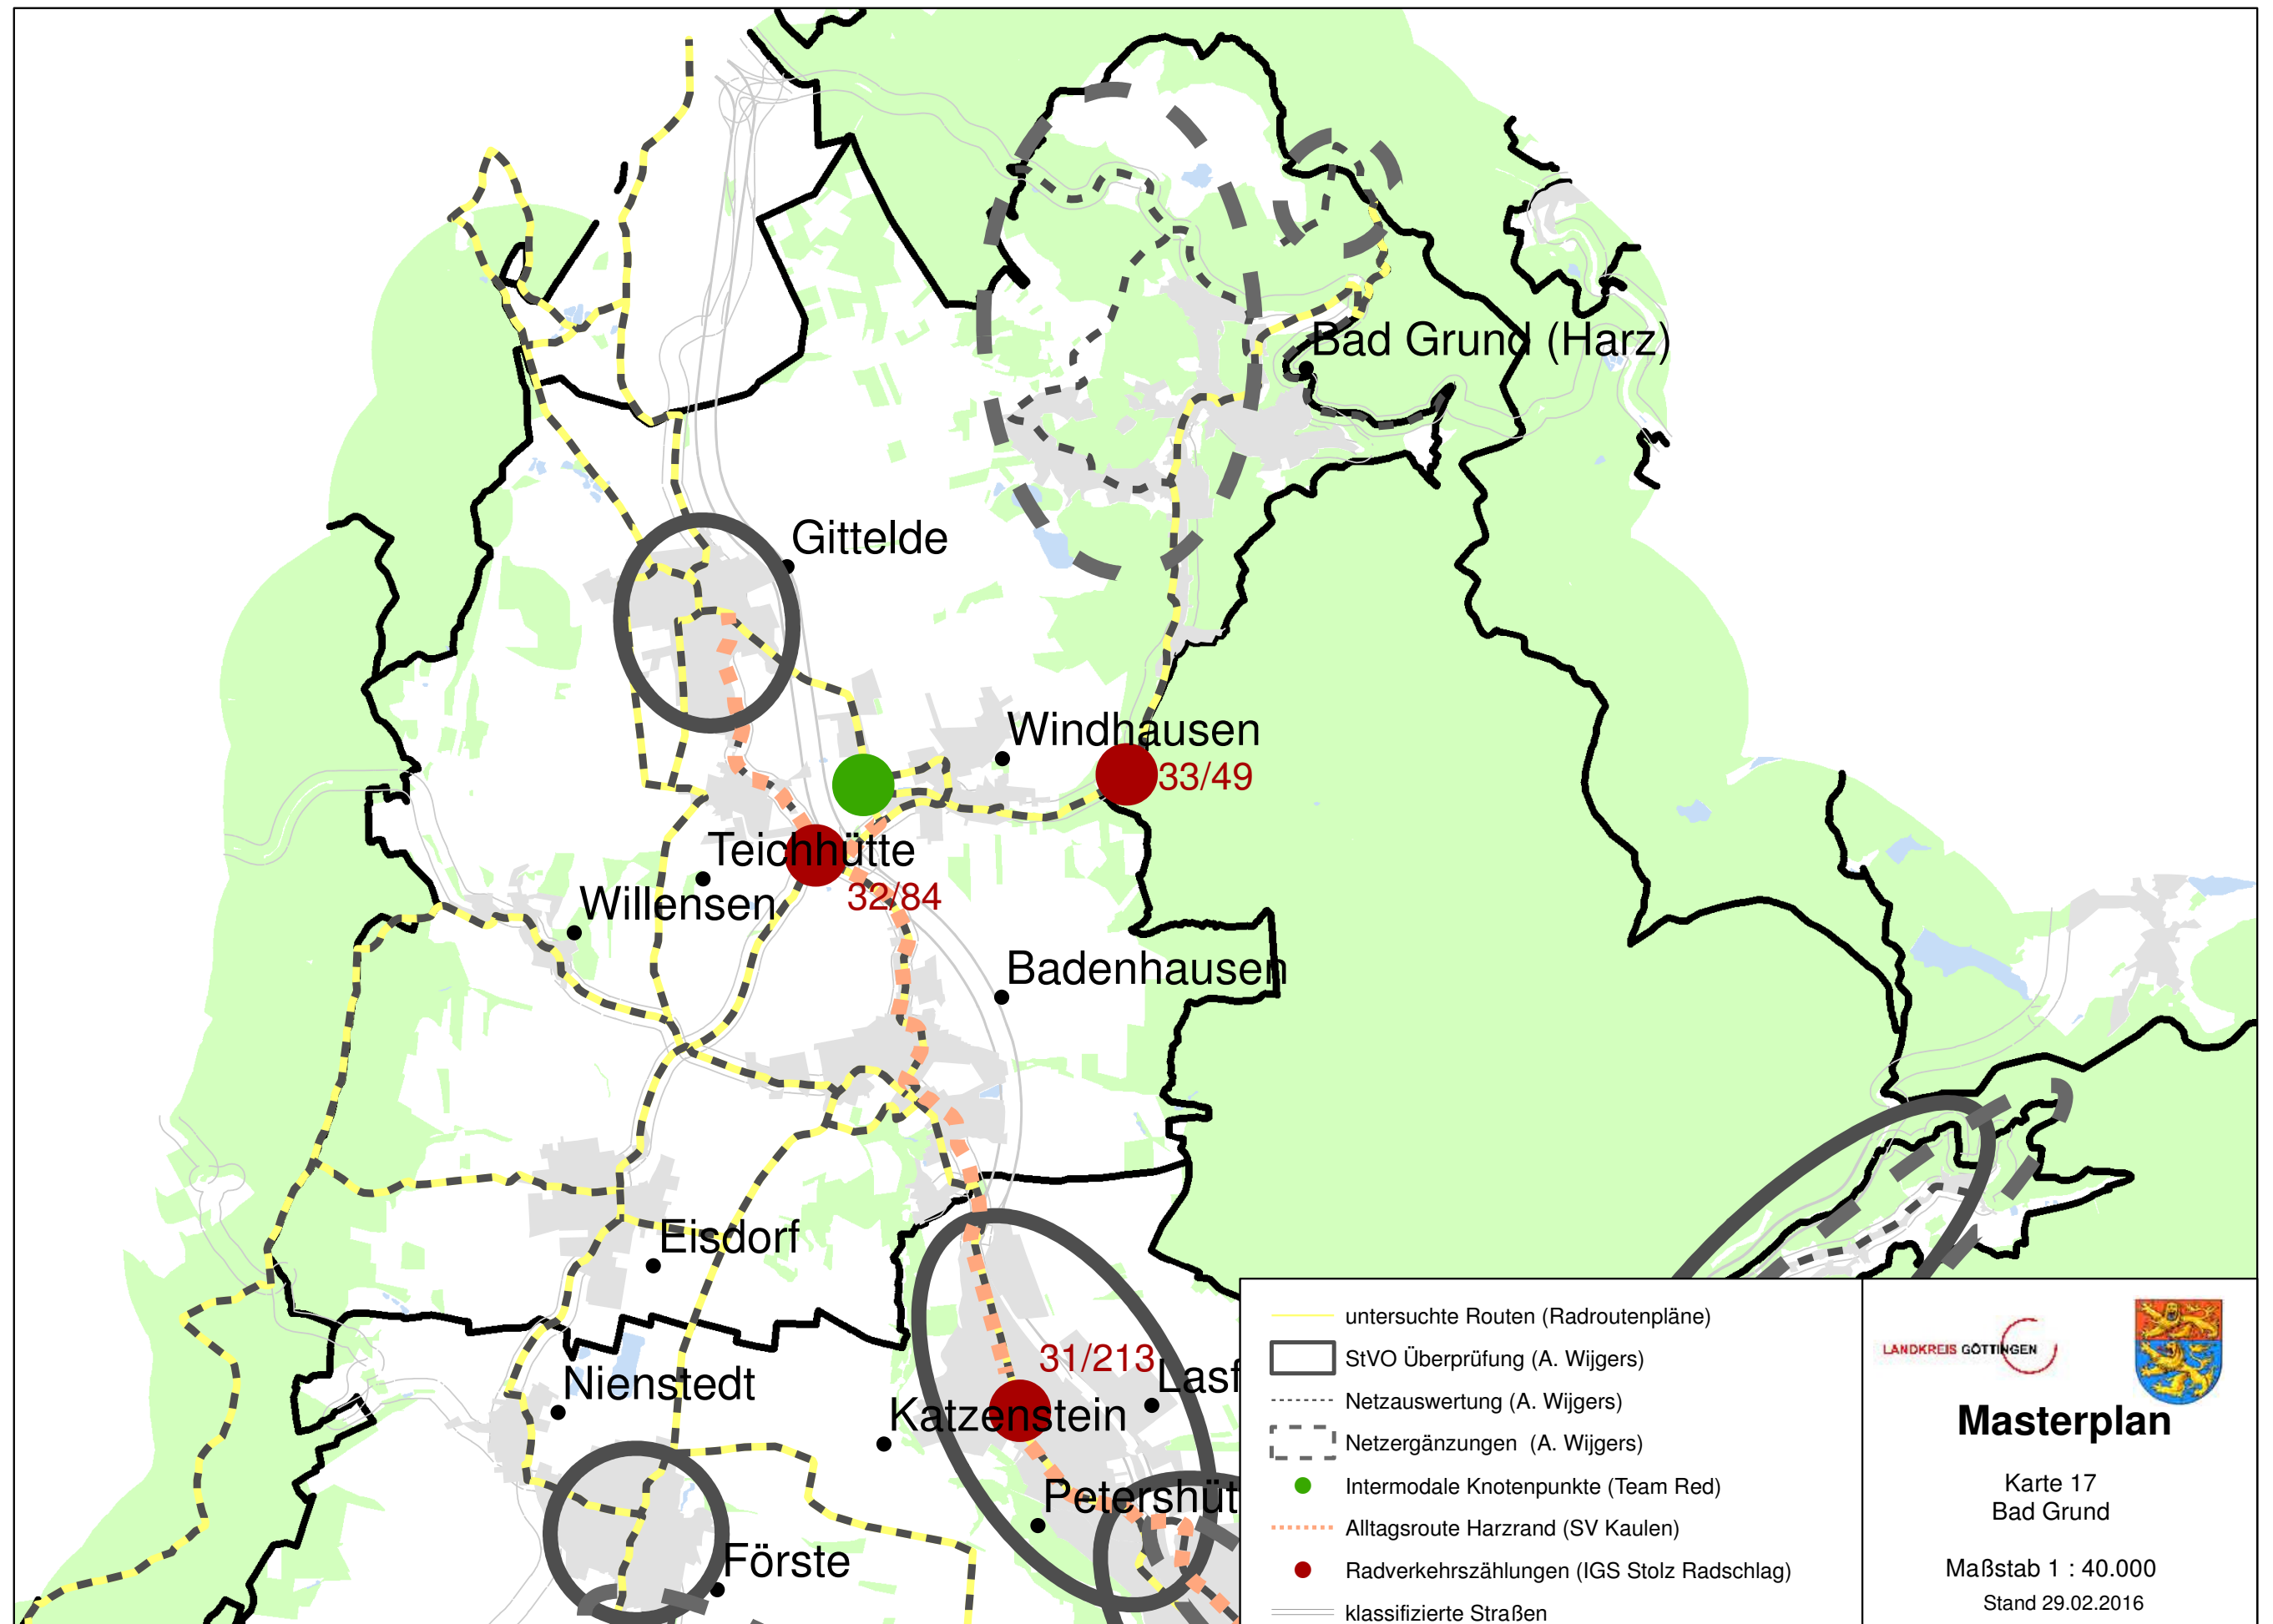 Bad Grund (Harz)
Gittelde
Windhausen
33/49
Teichhütte
32/84
Willensen
Badenhausen
Eisdorf
31/213
Lasf
Nienstedt
Katzenstein
Petershüt
Förste
untersuchte Routen (Radroutenpläne)
StVO Überprüfung (A. Wijgers)
Netzauswertung (A. Wijgers)
Netzergänzungen (A. Wijgers)
Intermodale Knotenpunkte (Team Red)
Alltagsroute Harzrand (SV Kaulen)
Radverkehrszählungen (IGS Stolz Radschlag)
klassifizierte Straßen
LANDKREIS GÖTTINGEN
Masterplan
Karte 17
Bad Grund
Maßstab 1 : 40.000
Stand 29.02.2016